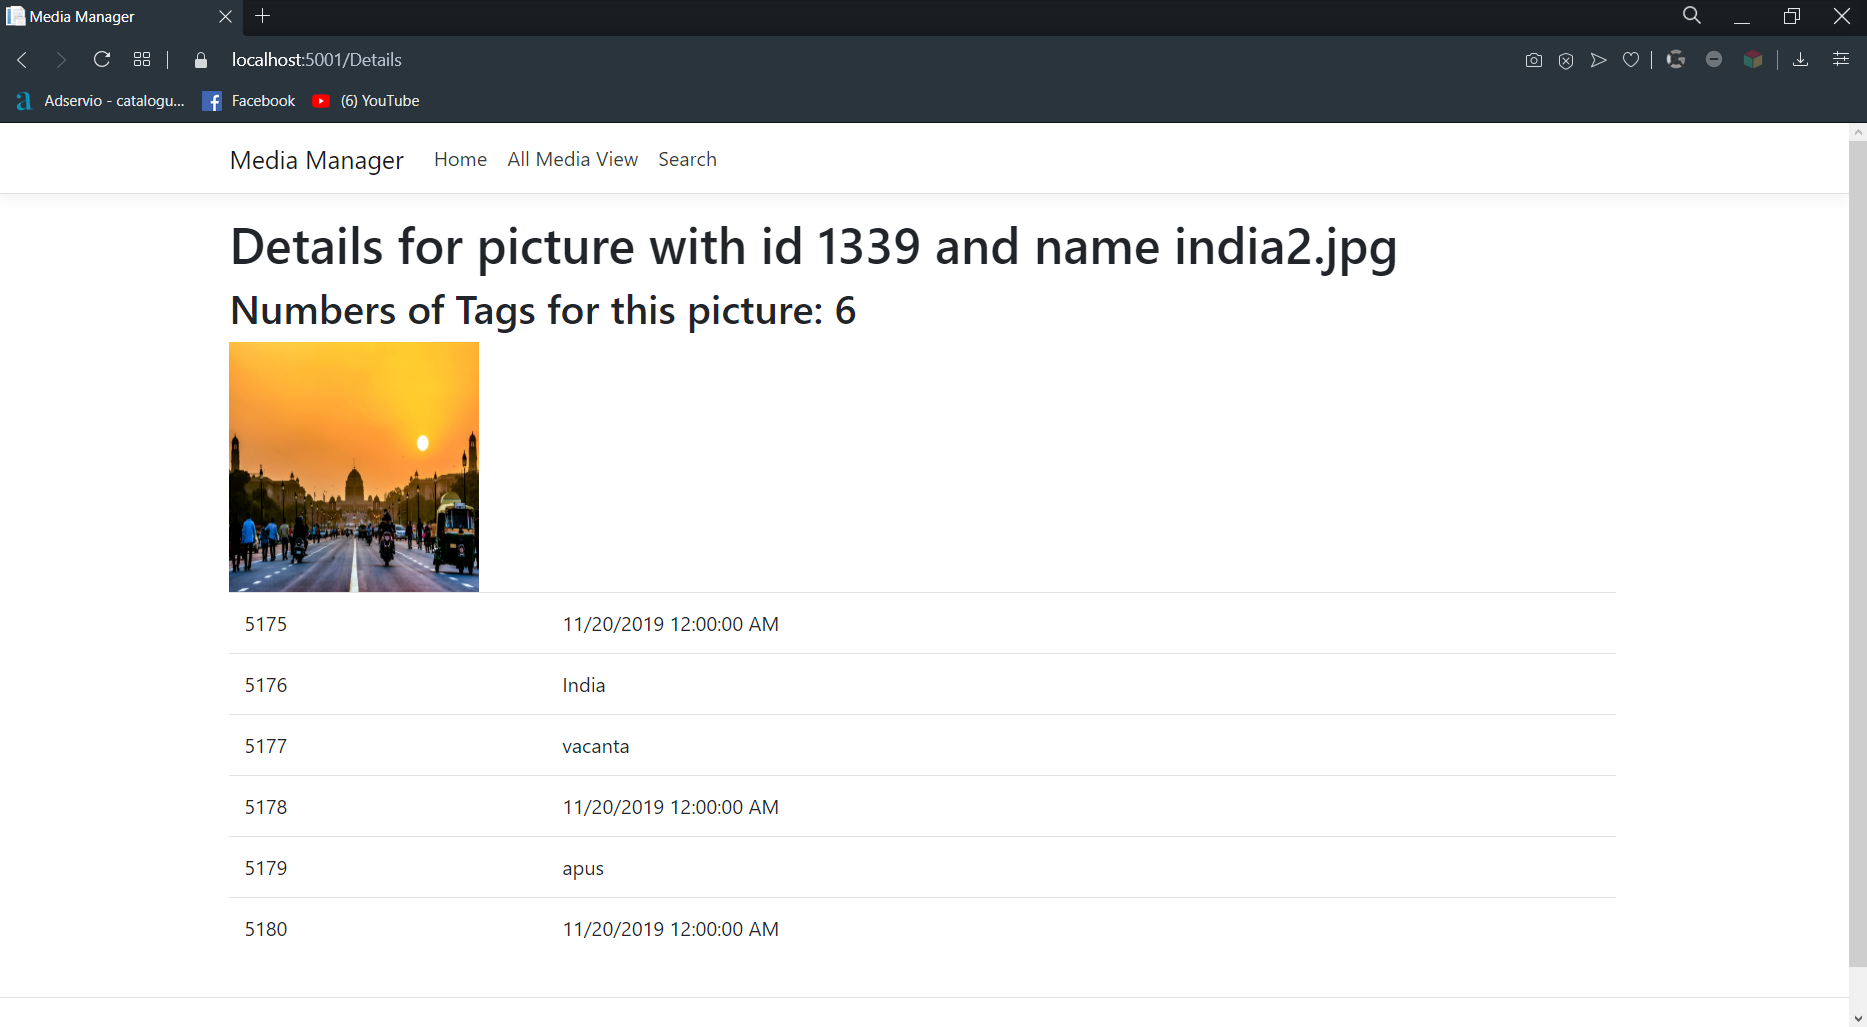 Media Manager
localhost:5001/Details
Adservio - catalogu... Facebook (6) YouTube
Media Manager Home All Media View Search
Details for picture with id 1339 and name india2.jpg
Numbers of Tags for this picture: 6
5175 11/20/2019 12:00:00 AM
5176 India
5177 vacanta
5178 11/20/2019 12:00:00 AM
5179 apus
5180 11/20/2019 12:00:00 AM